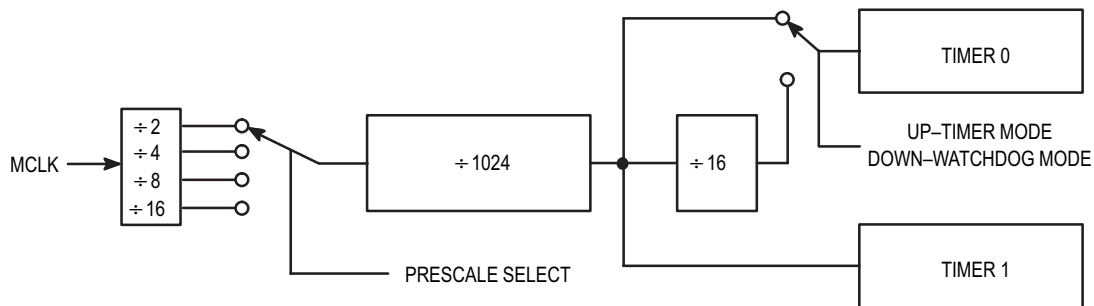 TIMER 0
÷2
÷4
÷8
÷16
MCLK
÷1024
÷16
UP–TIMER MODE
DOWN–WATCHDOG MODE
PRESCALE SELECT
TIMER 1